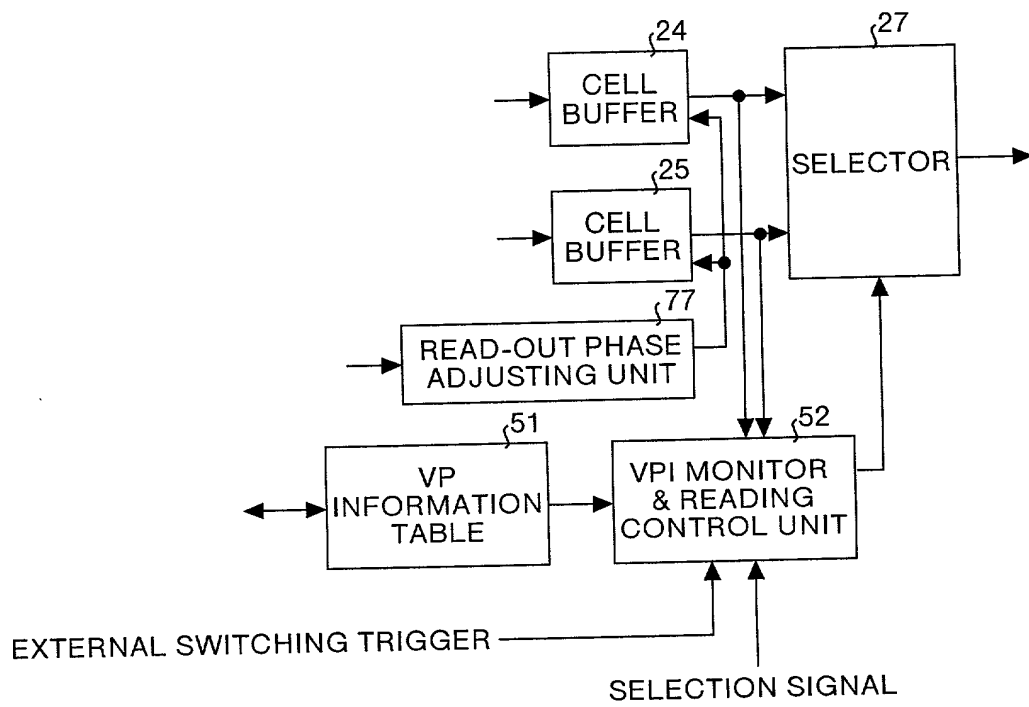 24
CELL
BUFFER
27
SELECTOR
25
CELL
BUFFER
77
READ-OUT PHASE
ADJUSTING UNIT
51
VP
INFORMATION
TABLE
52
VPI MONITOR
& READING
CONTROL UNIT
EXTERNAL SWITCHING TRIGGER
SELECTION SIGNAL